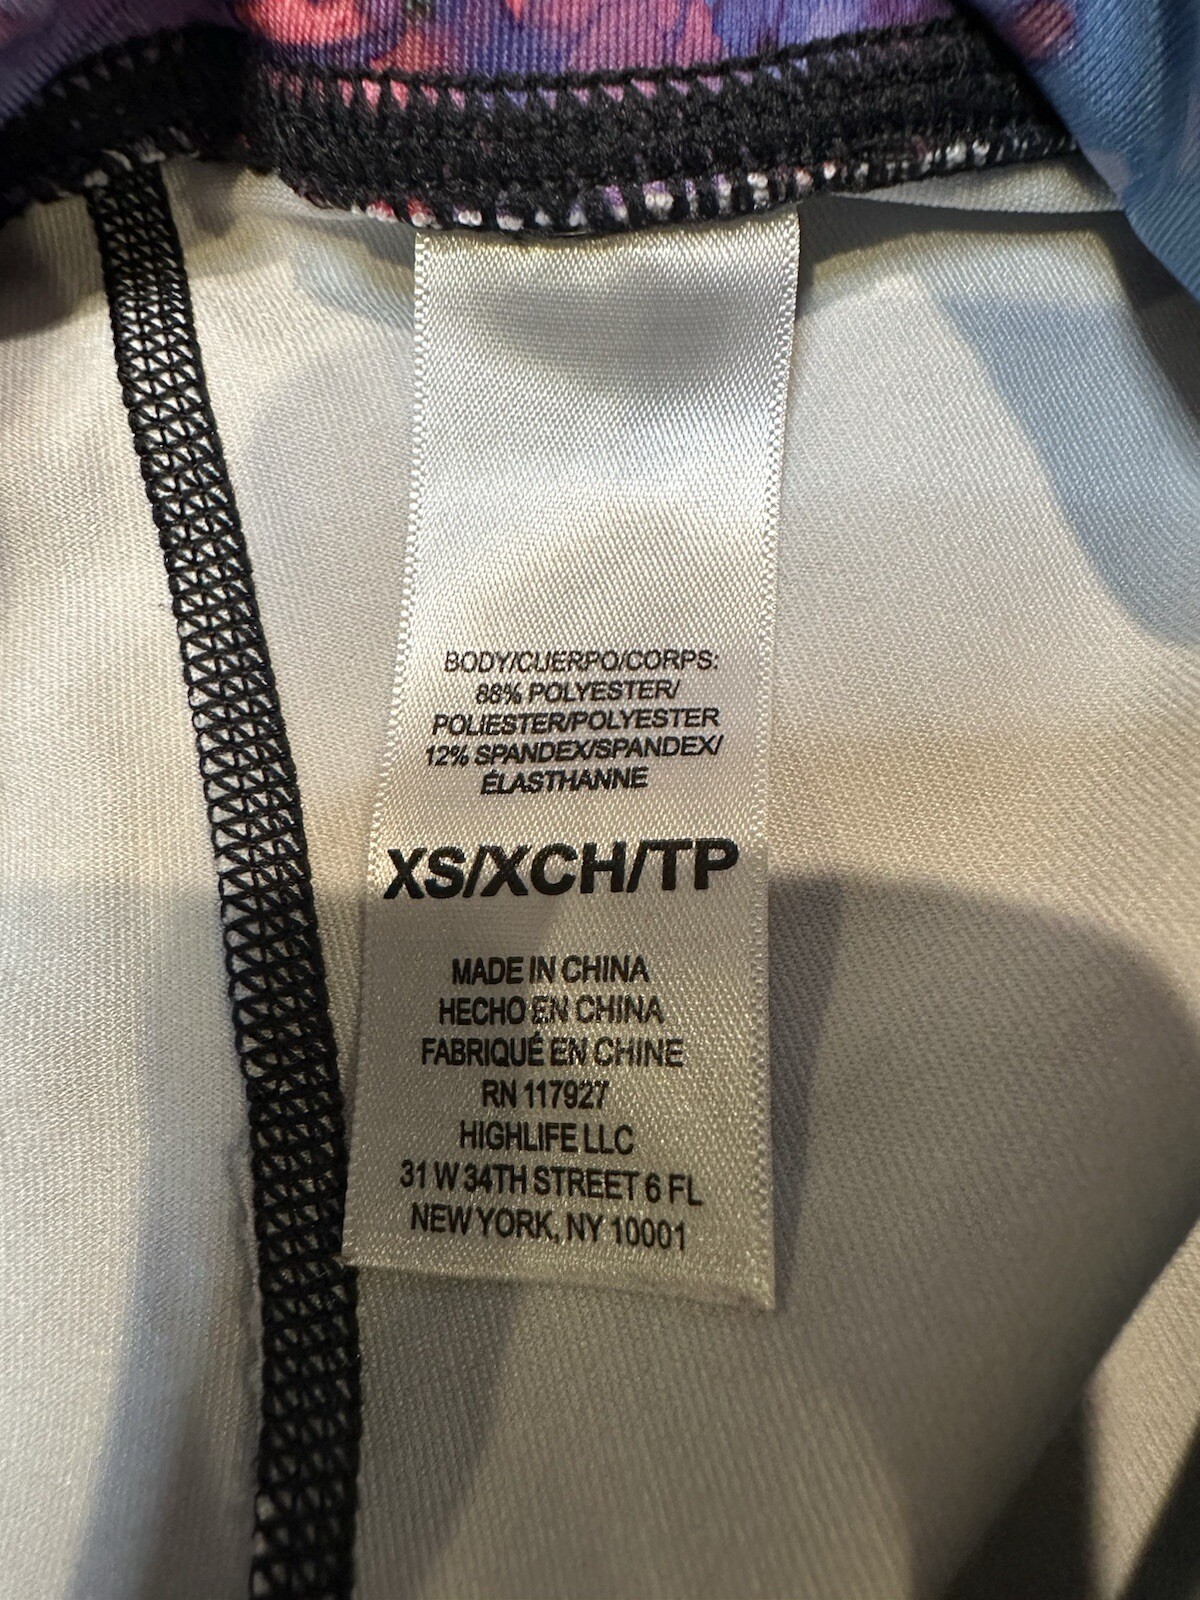 BODY/CUERPO/CORPS:
88% POLYESTER/
POLIESTER/POLYESTER
12% SPANDEX/SPANDEX/
ÉLASTHANNE
XS/XCH/TP
MADE IN CHINA
HECHO EN CHINA
FABRIQUÉ EN CHINE
RN 117927
HIGHLIFE LLC
31 W 34TH STREET 6 FL
NEW YORK, NY 10001